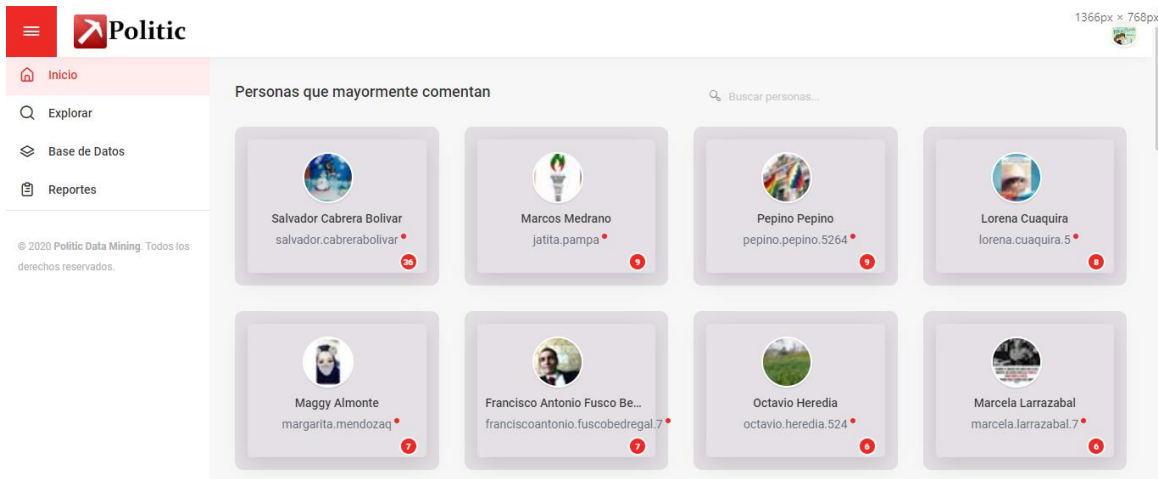 1366px × 768px
Politic
Inicio
Explorar
Base de Datos
Reportes
© 2020 Politic Data Mining. Todos los
derechos reservados.
Personas que mayormente comentan
Buscar personas...
Salvador Cabrera Bolivar
salvador.cabrerabolivar
36
Marcos Medrano
jatita.pampa
9
Pepino Pepino
pepino.pepino.5264
9
Lorena Cuaquira
lorena.cuaquira.5
8
Maggy Almonte
margarita.mendozaq
7
Francisco Antonio Fusco Be...
franciscoantonio.fuscobedregal.7
7
Octavio Heredia
octavio.heredia.524
6
Marcela Larrazabal
marcela.larrazabal.7
6